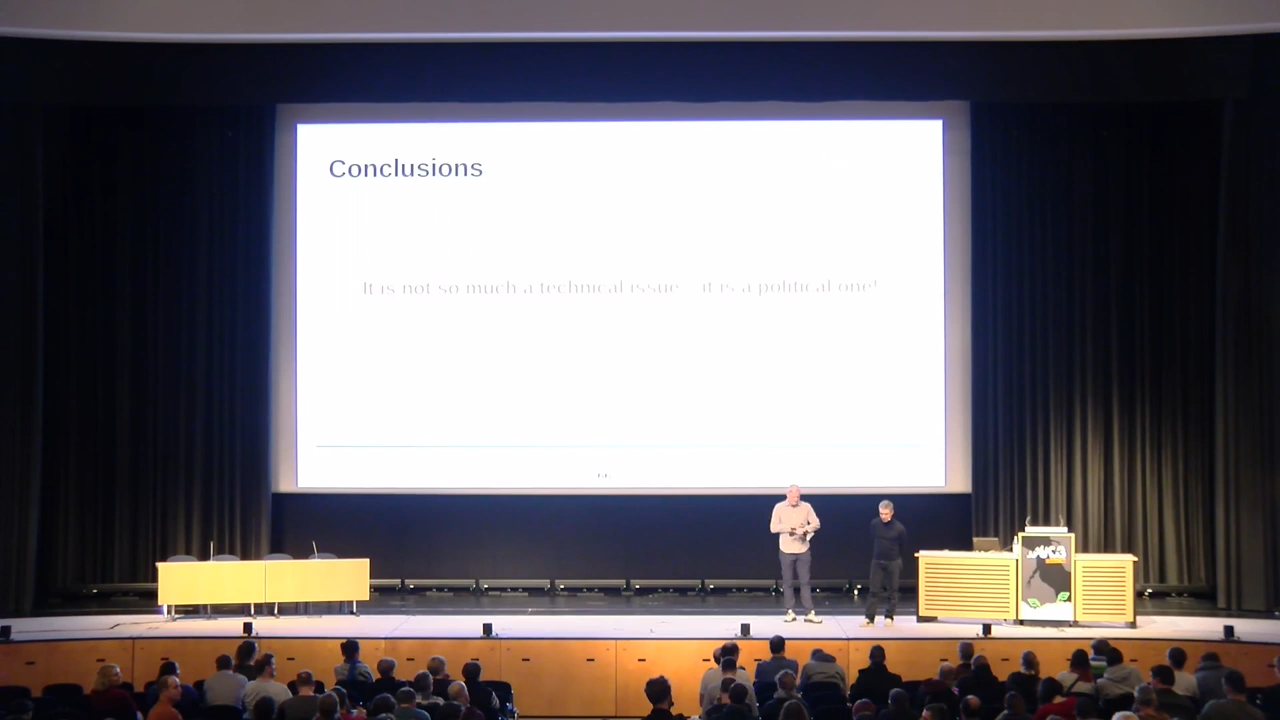 Conclusions
It is not so much a technical issue it is a political one!